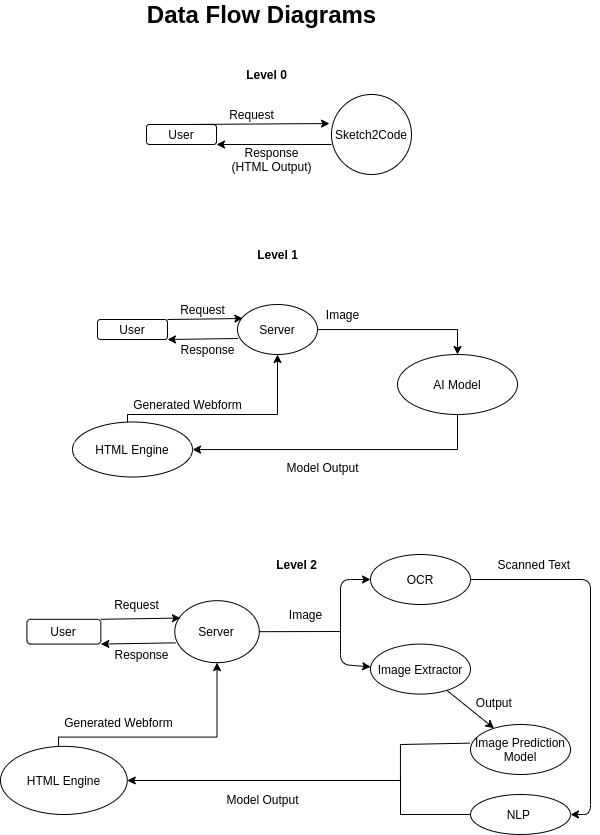 Data Flow Diagrams
Level 0
Request
User
Sketch2Code
Response
(HTML Output)
Level 1
Request
User
Server
Image
Response
AI Model
Generated Webform
HTML Engine
Model Output
Level 2
OCR
Scanned Text
Request
Image
User
Server
Response
Image Extractor
Output
Generated Webform
Image Prediction
Model
HTML Engine
Model Output
NLP